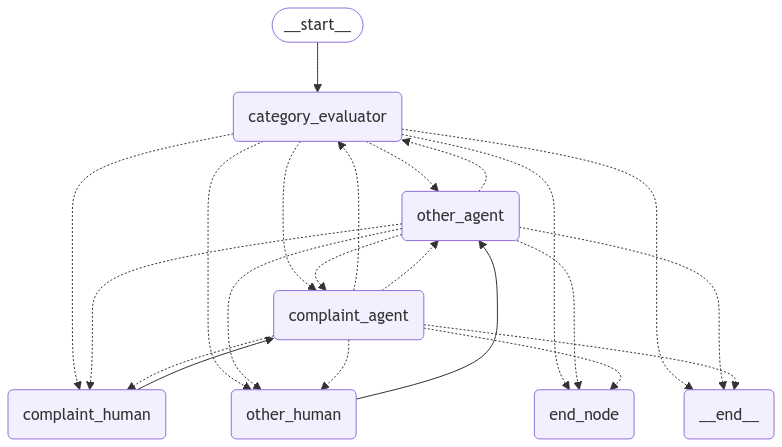 __start__
category_evaluator
other_agent
complaint_agent
complaint_human
other_human
end_node
__end__